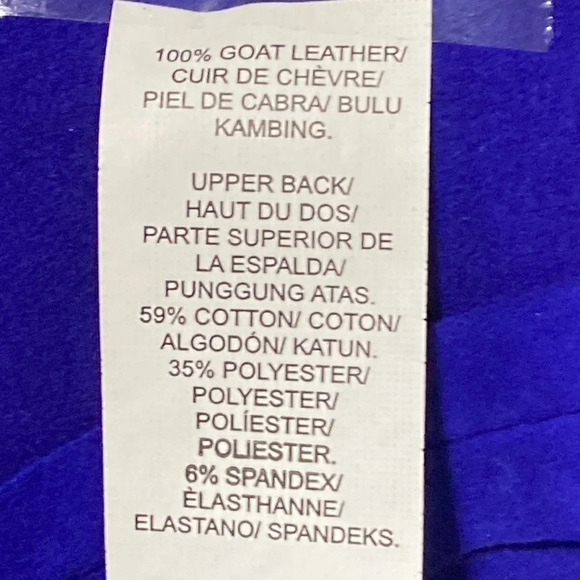 100% GOAT LEATHER/
CUIR DE CHÈVRE/
PIEL DE CABRA/ BULU
KAMBING.
UPPER BACK/
HAUT DU DOS/
PARTE SUPERIOR DE
LA ESPALDA/
PUNGGUNG ATAS.
59% COTTON/ COTON/
ALGODÓN/ KATUN.
35% POLYESTER/
POLYESTER/
POLÍESTER/
POLIESTER.
6% SPANDEX/
ÈLASTHANNE/
ELASTANO/ SPANDEKS.